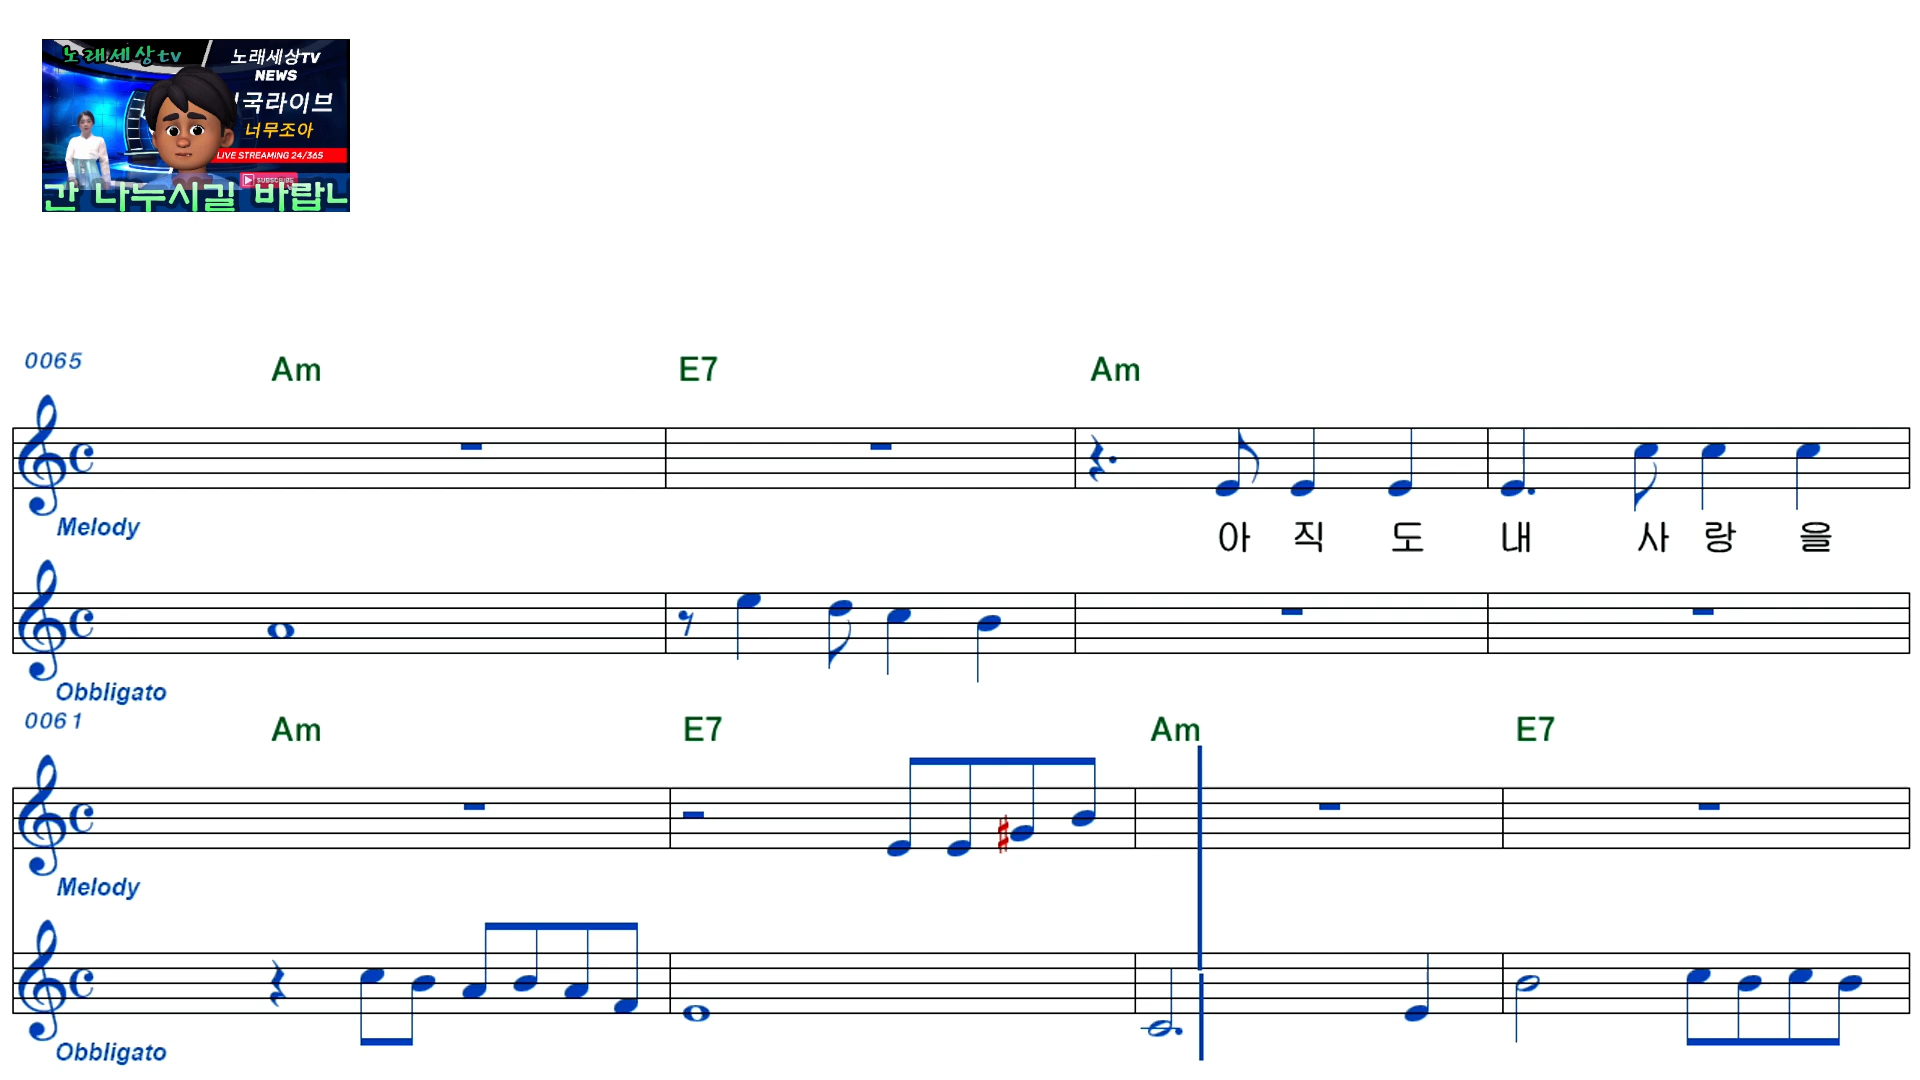 노래세상tv
노래세상TV
NEWS
국라이브
너무조아
LIVE STREAMING 24/365
SUBSCRIBE
간 나누시길 바랍니
0065
Am E7 Am
Melody
아 직 도 내 사 랑 을
Obbligato
0061
Am E7 Am E7
Melody
Obbligato